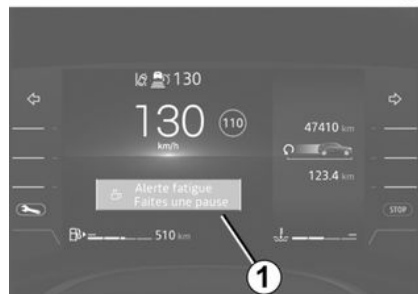 130
130
110
km/h
47410 km
123.4 km
Alerte fatigue
Faites une pause
STOP
510 km
1